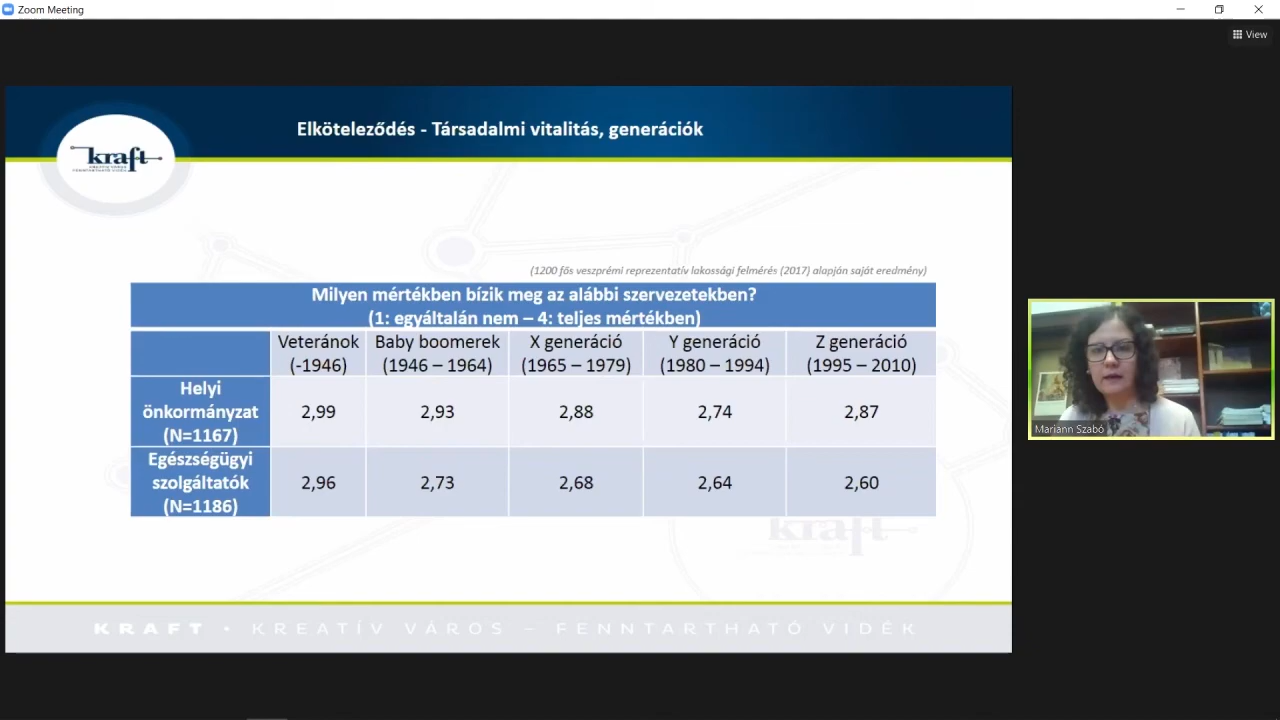 Zoom Meeting
View
Elköteleződés - Társadalmi vitalitás, generációk
kraft
(1200 fős veszprémi reprezentatív lakossági felmérés (2017) alapján saját eredmény)
Milyen mértékben bízik meg az alábbi szervezetekben?
(1: egyáltalán nem – 4: teljes mértékben)
Veteránok Baby boomerek X generáció Y generáció Z generáció
(-1946) (1946 – 1964) (1965 – 1979) (1980 – 1994) (1995 – 2010)
Helyi
önkormányzat
(N=1167)
2,99 2,93 2,88 2,74 2,87
Egészségügyi
szolgáltatók
(N=1186)
2,96 2,73 2,68 2,64 2,60
kraft
KRAFT • KREATÍV VÁROS – FENNTARTHATÓ VIDÉK
Mariann Szabó